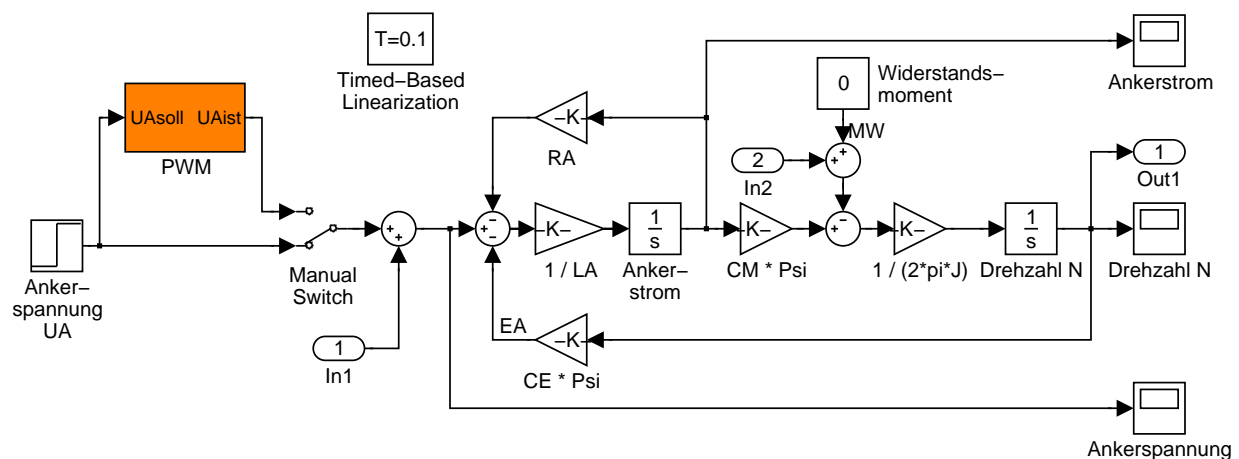 T=0.1
Timed−Based
Linearization
Ankerstrom
0
Widerstands−
moment
MW
UAsoll UAist
PWM
−K−
RA
2
In2
1
Out1
Anker−
spannung
UA
Manual
Switch
−K−
1 / LA
1
s
Anker−
strom
−K−
CM * Psi
−K−
1 / (2*pi*J)
1
s
Drehzahl N
Drehzahl N
1
In1
EA
−K−
CE * Psi
Ankerspannung